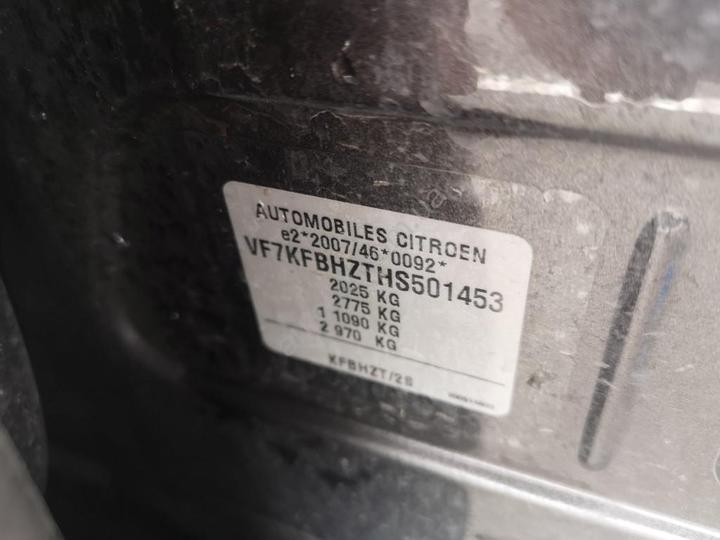 AUTOMOBILES CITROEN
e2*2007/46*0092*
VF7KFBHZTHS501453
2025 KG
2775 KG
1 1090 KG
2 970 KG
KFBHZT/2S